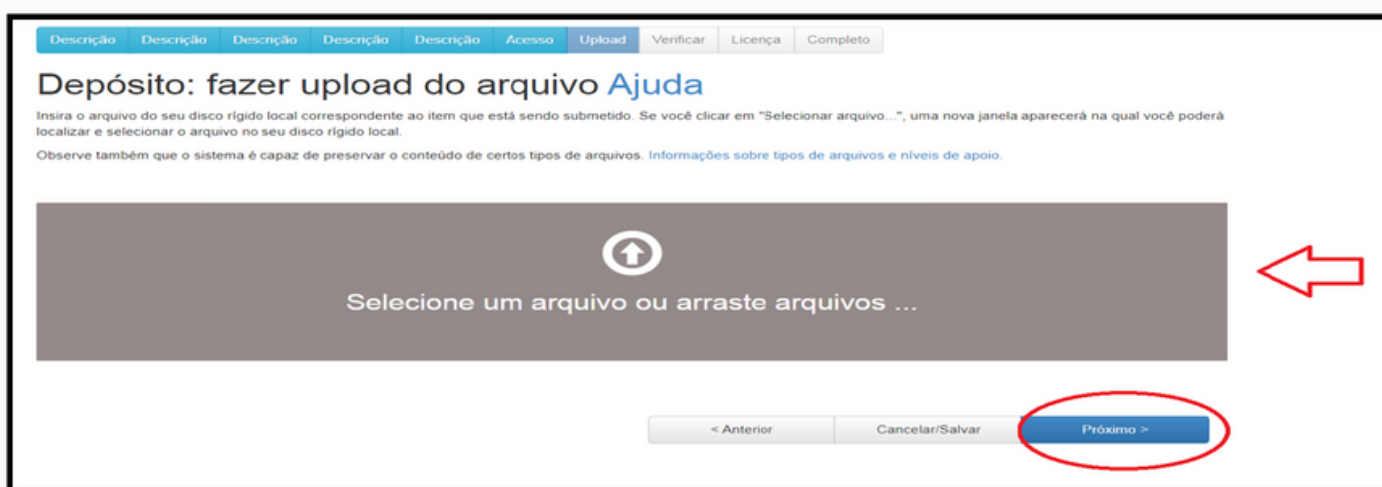 Descrição Descrição Descrição Descrição Descrição Acesso Upload Verificar Licença Completo
Depósito: fazer upload do arquivo Ajuda
Insira o arquivo do seu disco rígido local correspondente ao item que está sendo submetido. Se você clicar em "Selecionar arquivo...", uma nova janela aparecerá na qual você poderá
localizar e selecionar o arquivo no seu disco rígido local.
Observe também que o sistema é capaz de preservar o conteúdo de certos tipos de arquivos. Informações sobre tipos de arquivos e níveis de apoio.
Selecione um arquivo ou arraste arquivos ...
< Anterior Cancelar/Salvar Próximo >